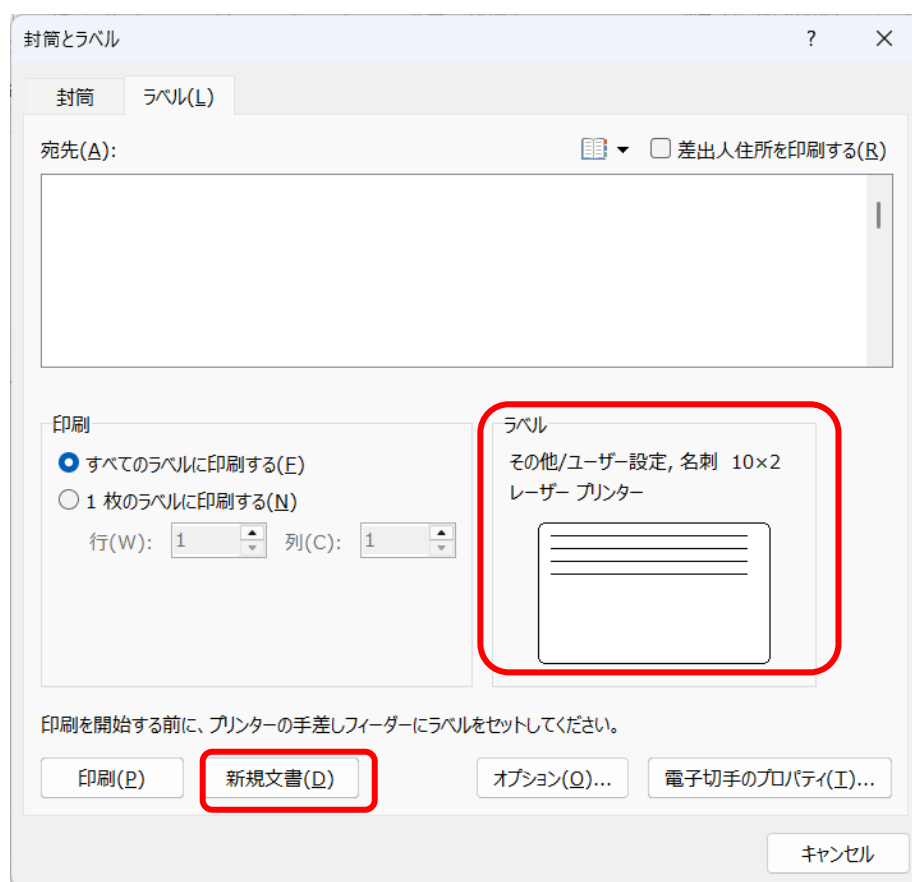 封筒とラベル ? ×
封筒 ラベル(L)
宛先(A): 差出人住所を印刷する(R)
印刷
すべてのラベルに印刷する(F)
1 枚のラベルに印刷する(N)
行(W): 1 列(C): 1
ラベル
その他/ユーザー設定, 名刺 10×2
レーザー プリンター
印刷を開始する前に、プリンターの手差しフィーダーにラベルをセットしてください。
印刷(P) 新規文書(D) オプション(O)... 電子切手のプロパティ(I)...
キャンセル